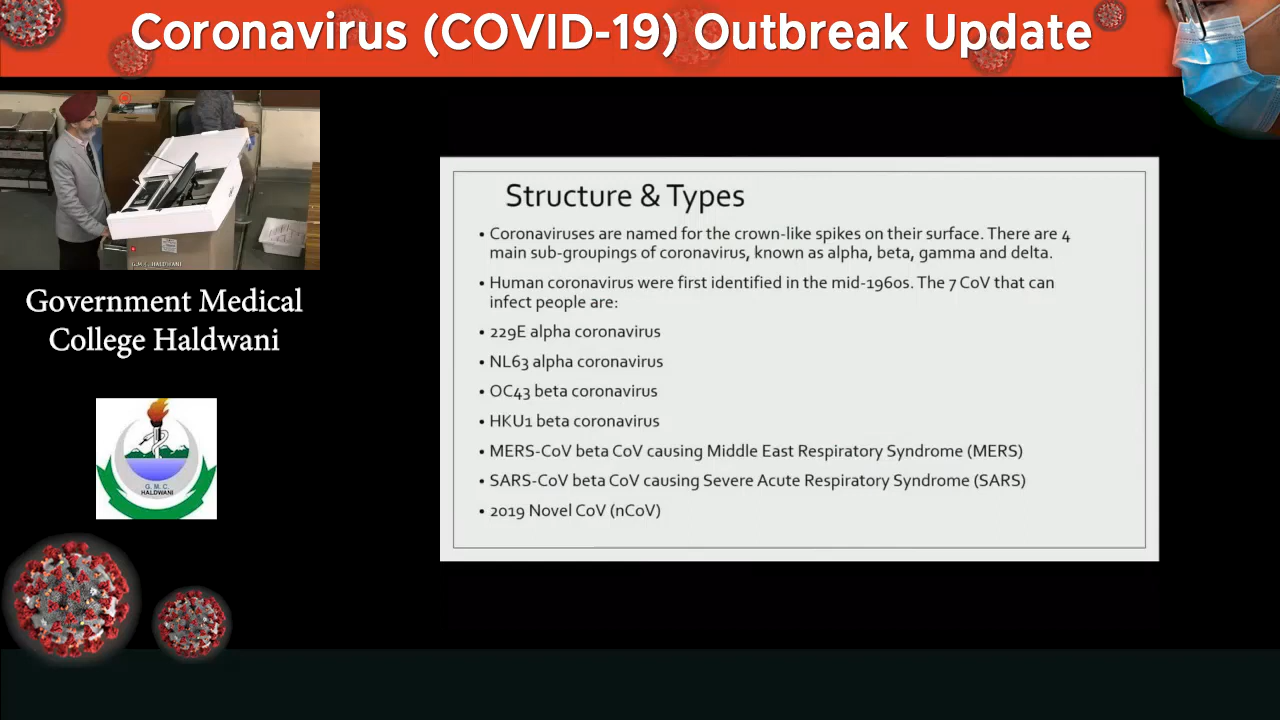 Coronavirus (COVID-19) Outbreak Update
G.M.C. HALDWANI
Government Medical
College Haldwani
G. M. C.
HALDWANI
Structure & Types
• Coronaviruses are named for the crown-like spikes on their surface. There are 4
main sub-groupings of coronavirus, known as alpha, beta, gamma and delta.
• Human coronavirus were first identified in the mid-1960s. The 7 CoV that can
infect people are:
• 229E alpha coronavirus
• NL63 alpha coronavirus
• OC43 beta coronavirus
• HKU1 beta coronavirus
• MERS-CoV beta CoV causing Middle East Respiratory Syndrome (MERS)
• SARS-CoV beta CoV causing Severe Acute Respiratory Syndrome (SARS)
• 2019 Novel CoV (nCoV)